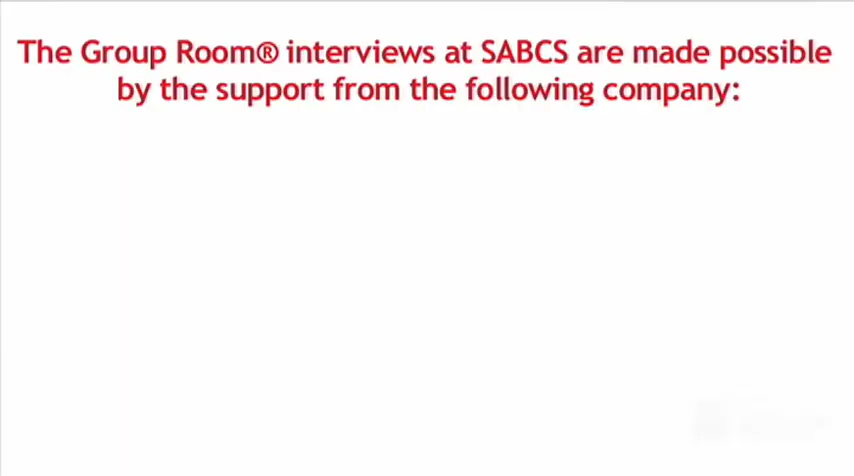 The Group Room® interviews at SABCS are made possible
by the support from the following company: